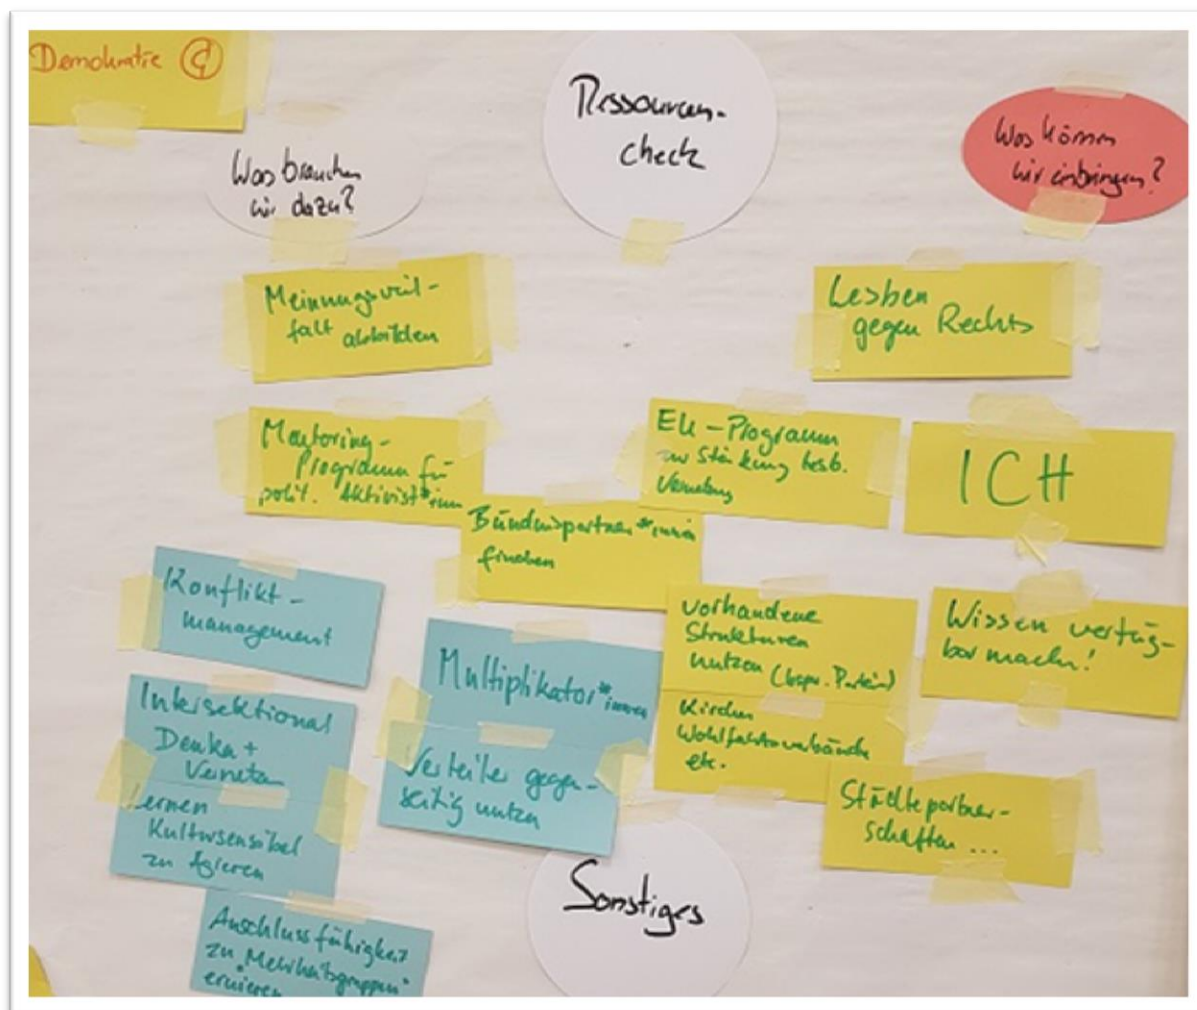 Demokratie
Ressourcen-
check
Was brauchen
wir dazu?
Was können
wir einbringen?
Meinungsviel-
falt abbilden
Lesben
gegen Rechts
Mentoring-
Programm für
polit. Aktivist*innen
EU-Programm
zur Stärkung lesb.
Vernetzung
ICH
Bündnispartner*innen
finden
Konflikt-
management
Multiplikator*innen
Verteiler gegen-
seitig nutzen
vorhandene
Strukturen
nutzen (bspw. Parteien)
Kirchen
Wohlfahrtsverbände
etc.
Wissen verfüg-
bar machen!
Städtepartner-
schaften ...
Intersektional
Denken +
Vernetzen
Lernen
Kultursensibel
zu Agieren
Anschlussfähigkeit
zu "Mehrheitsgruppen"
eruieren
Sonstiges